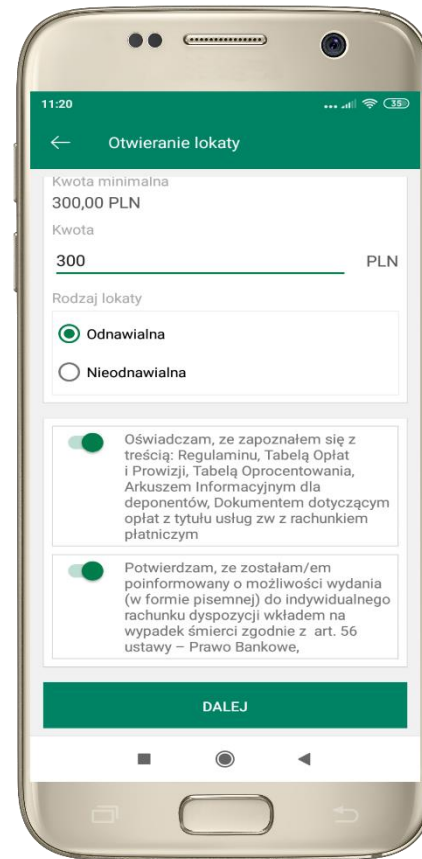 11:20
35
Otwieranie lokaty
Kwota minimalna
300,00 PLN
Kwota
300 PLN
Rodzaj lokaty
Odnawialna
Nieodnawialna
Oświadczam, ze zapoznałem się z
treścią: Regulaminu, Tabelą Opłat
i Prowizji, Tabelą Oprocentowania,
Arkuszem Informacyjnym dla
deponentów, Dokumentem dotyczącym
opłat z tytułu usług zw z rachunkiem
płatniczym
Potwierdzam, ze zostałam/em
poinformowany o możliwości wydania
(w formie pisemnej) do indywidualnego
rachunku dyspozycji wkładem na
wypadek śmierci zgodnie z art. 56
ustawy – Prawo Bankowe,
DALEJ